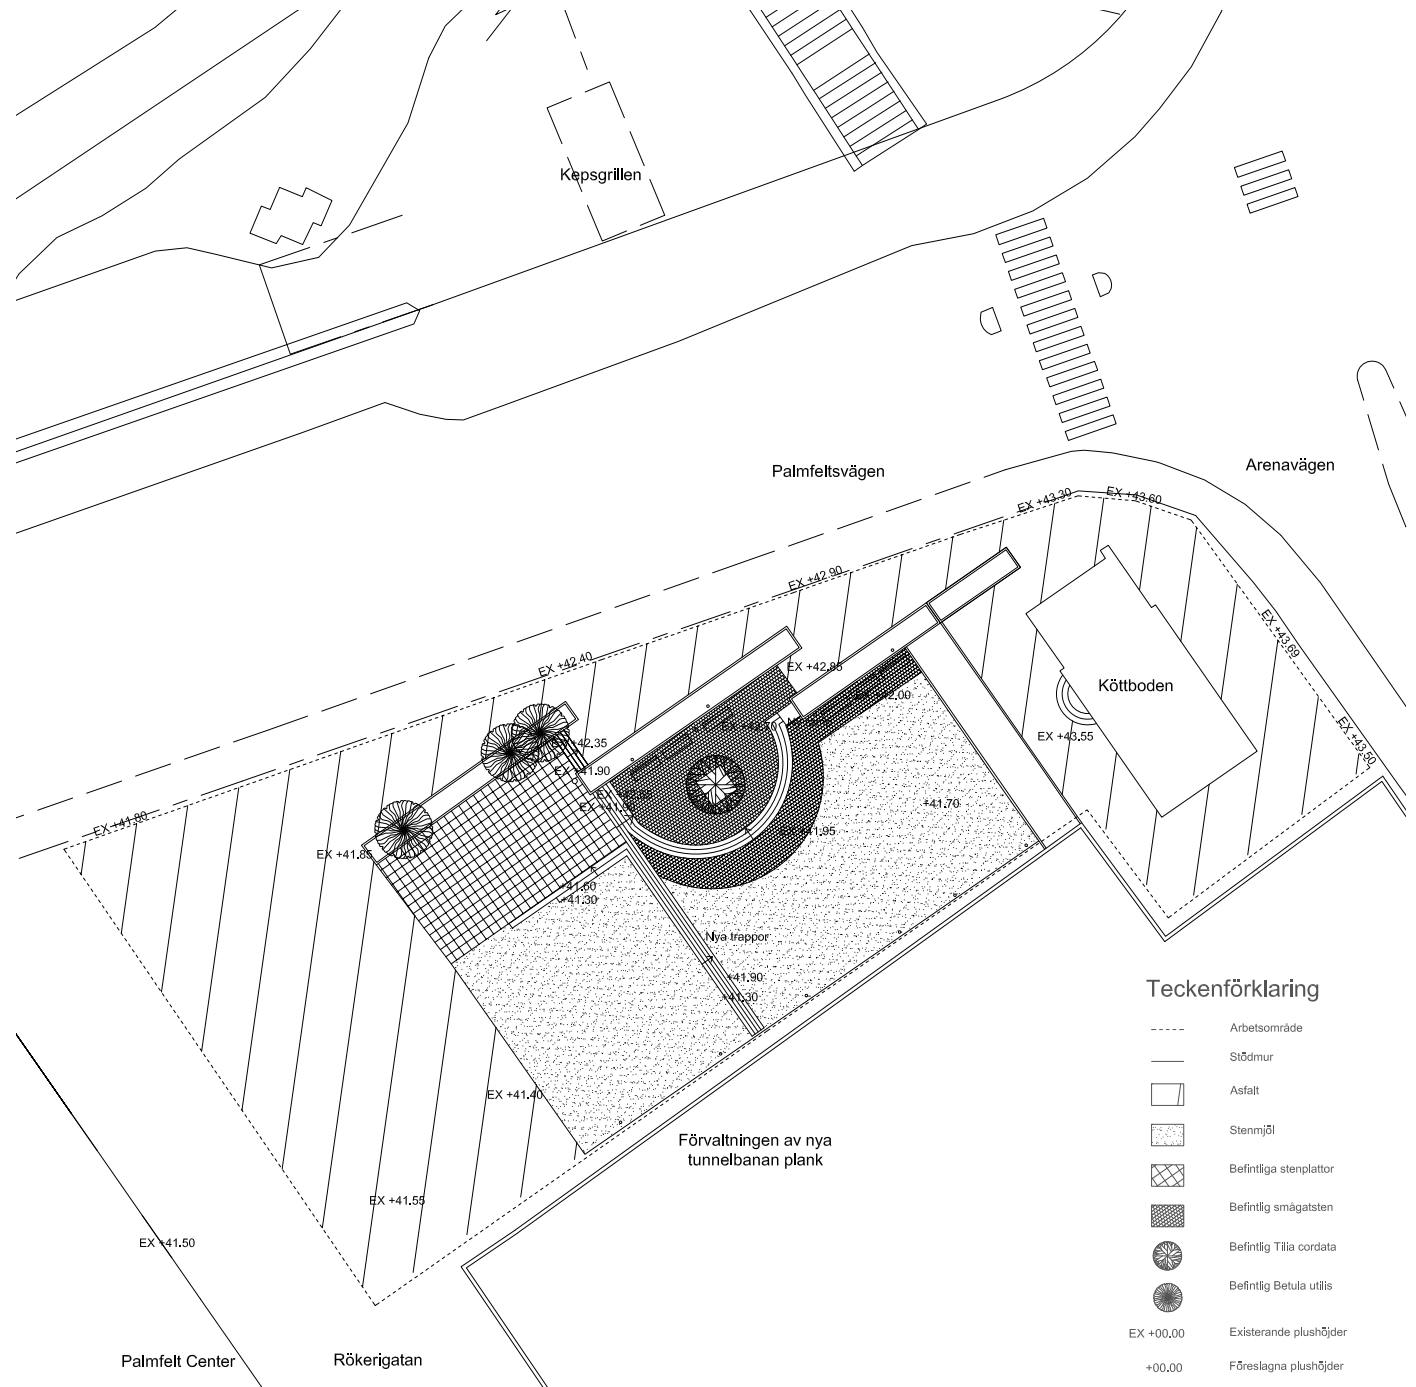 Kepsgrillen
Palmfeltsvägen
Arenavägen
EX +43.30
EX +43.60
EX +42.90
EX +43.69
EX +42.40
EX +42.85
Köttboden
EX +42.00
EX +43.55
EX +43.50
EX +42.35
EX +41.90
+41.70
EX +41.80
EX +41.95
EX +41.85
+41.60
+41.30
Nya trappor
+41.90
+41.30
EX +41.40
Förvaltningen av nya
tunnelbanan plank
EX +41.55
EX +41.50
Palmfelt Center
Rökerigatan
Teckenförklaring
Arbetsområde
Stödmur
Asfalt
Stenmjöl
Befintliga stenplattor
Befintlig smågatsten
Befintlig Tilia cordata
Befintlig Betula utilis
EX +00.00 Existerande plushöjder
+00.00 Föreslagna plushöjder